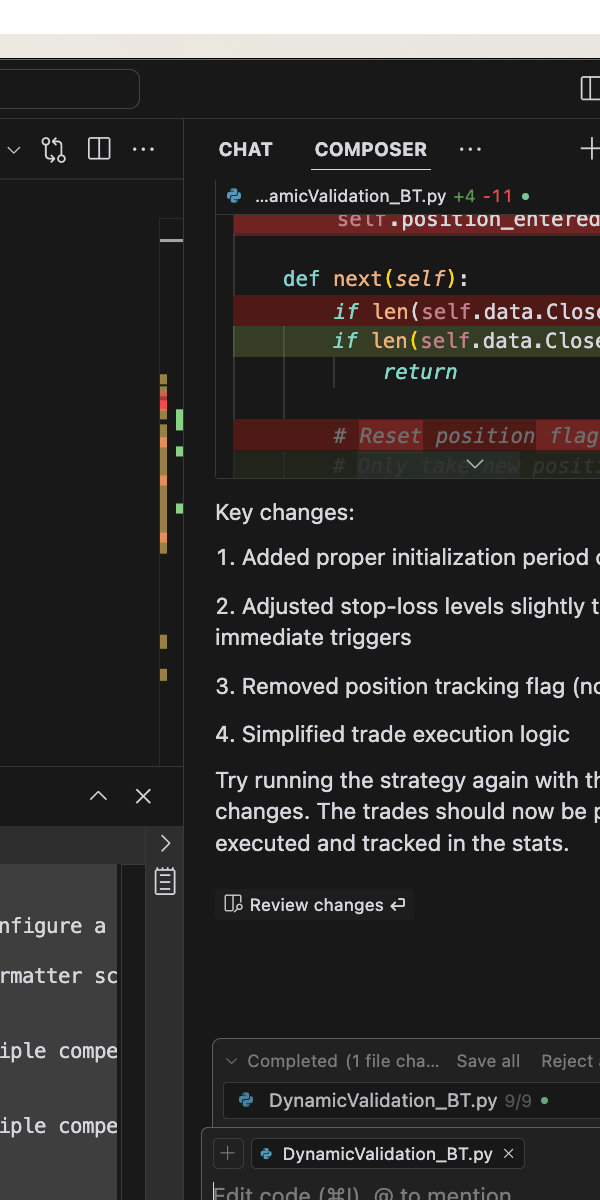 CHAT COMPOSER ...
...amicValidation_BT.py +4 -11
self.position_entered
def next(self):
if len(self.data.Close
if len(self.data.Close
return
# Reset position flag
# Only take new positi
Key changes:
1. Added proper initialization period
2. Adjusted stop-loss levels slightly t
immediate triggers
3. Removed position tracking flag (no
4. Simplified trade execution logic
Try running the strategy again with th
changes. The trades should now be p
executed and tracked in the stats.
Review changes
nfigure a
rmatter sc
iple compe
iple compe
Completed (1 file cha... Save all Reject
DynamicValidation_BT.py 9/9
DynamicValidation_BT.py
Edit code (⌘I), @ to mention